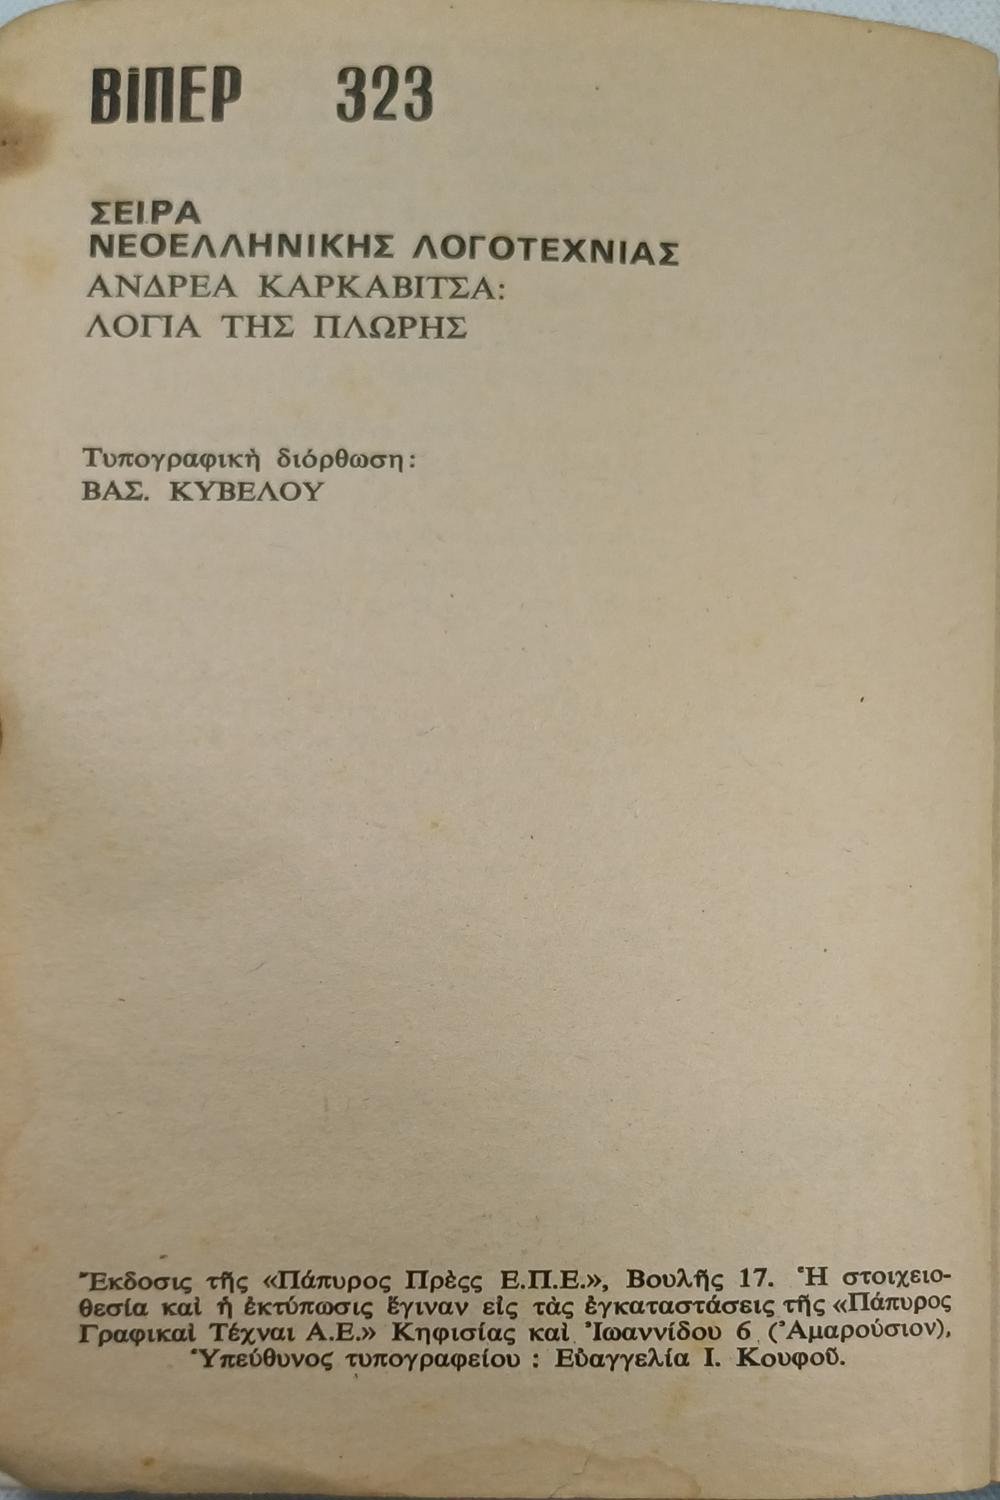 ΒΙΠΕΡ 323
ΣΕΙΡΑ
ΝΕΟΕΛΛΗΝΙΚΗΣ ΛΟΓΟΤΕΧΝΙΑΣ
ΑΝΔΡΕΑ ΚΑΡΚΑΒΙΤΣΑ:
ΛΟΓΙΑ ΤΗΣ ΠΛΩΡΗΣ
Τυπογραφικὴ διόρθωση:
ΒΑΣ. ΚΥΒΕΛΟΥ
Ἔκδοσις τῆς «Πάπυρος Πρὲςς Ε.Π.Ε.», Βουλῆς 17. Ἡ στοιχειο-
θεσία καὶ ἡ ἐκτύπωσις ἔγιναν εἰς τὰς ἐγκαταστάσεις τῆς «Πάπυρος
Γραφικαὶ Τέχναι Α.Ε.» Κηφισίας καὶ Ἰωαννίδου 6 (Ἀμαρούσιον),
Ὑπεύθυνος τυπογραφείου : Εὐαγγελία Ι. Κουφοῦ.